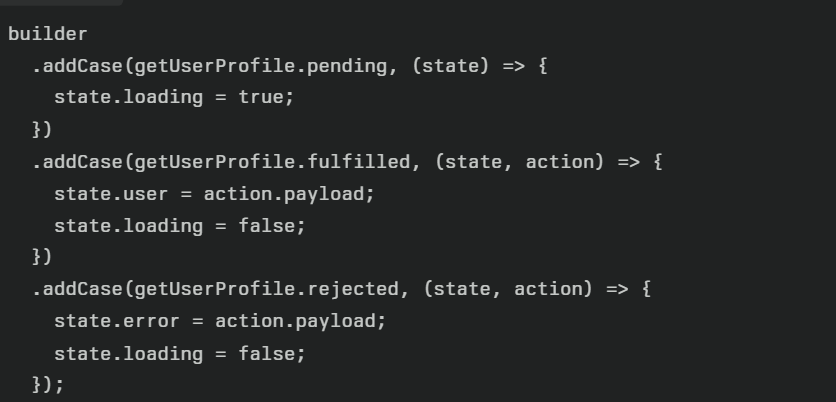 builder
  .addCase(getUserProfile.pending, (state) => {
    state.loading = true;
  })
  .addCase(getUserProfile.fulfilled, (state, action) => {
    state.user = action.payload;
    state.loading = false;
  })
  .addCase(getUserProfile.rejected, (state, action) => {
    state.error = action.payload;
    state.loading = false;
  });